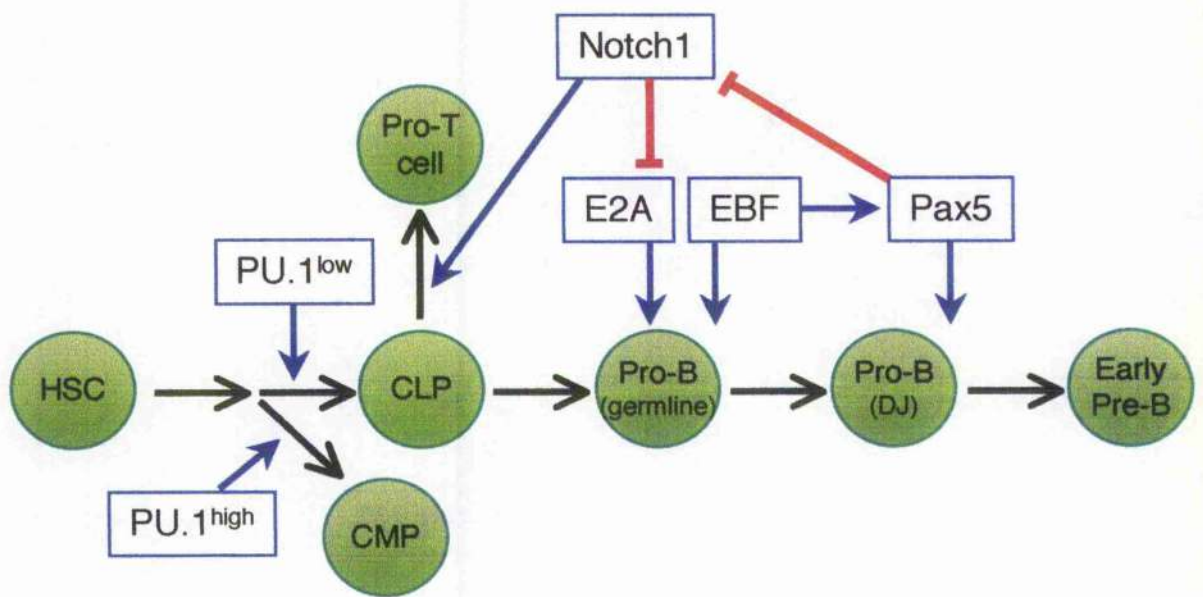 Notch1
Pro-T
cell
E2A
EBF
Pax5
PU.1low
HSC
CLP
Pro-B
(germline)
Pro-B
(DJ)
Early
Pre-B
PU.1high
CMP